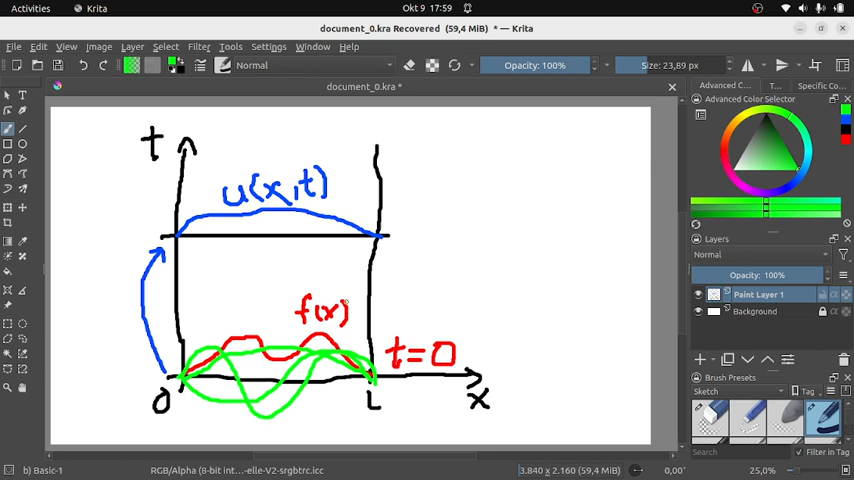 Activities Krita Okt 9 17:59
document_0.kra Recovered (59,4 MiB) * — Krita
File Edit View Image Layer Select Filter Tools Settings Window Help
Normal Opacity: 100% Size: 23,89 px
document_0.kra * Advanced C... T... Specific Co...
Advanced Color Selector
t
u(x,t)
f(x)
t=0
O L x
Layers
Normal
Opacity: 100%
Paint Layer 1
Background
Brush Presets
Sketch Tag
Search Filter in Tag
b) Basic-1 RGB/Alpha (8-bit int...-elle-V2-srgbtrc.icc 3.840 x 2.160 (59,4 MiB) 0,00° 25,0%